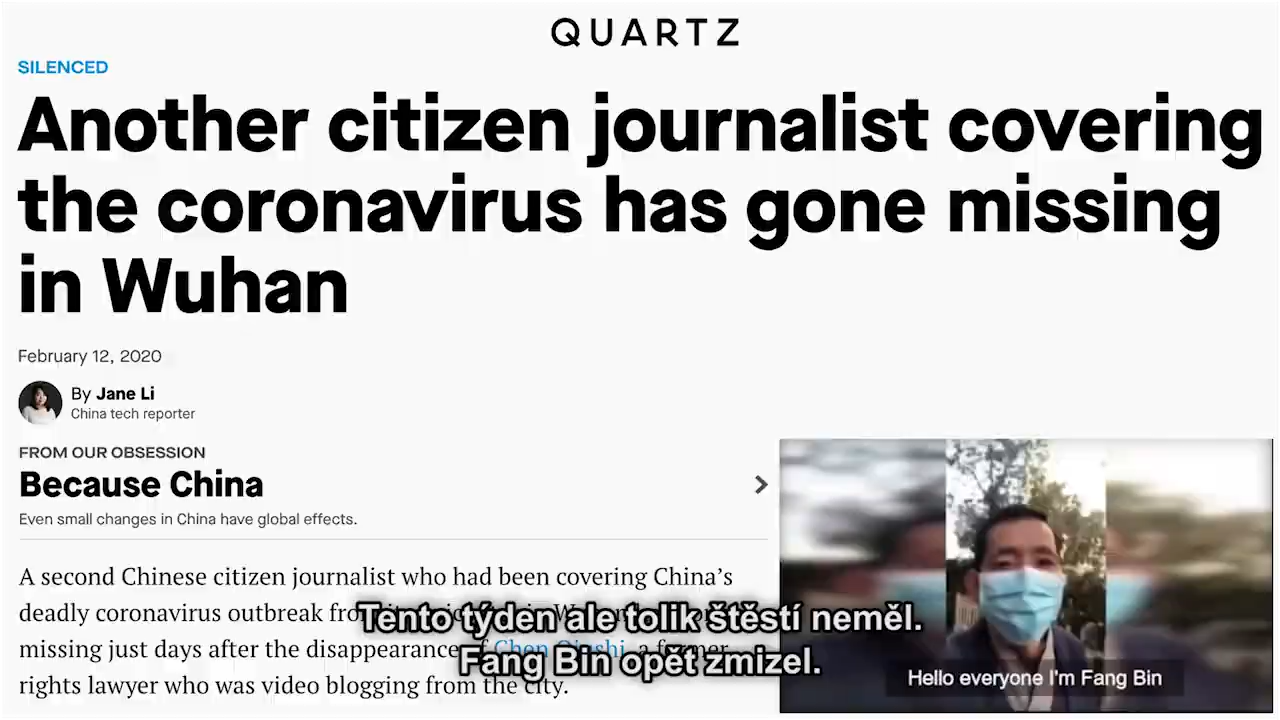 QUARTZ
SILENCED
Another citizen journalist covering
the coronavirus has gone missing
in Wuhan
February 12, 2020
By Jane Li
China tech reporter
FROM OUR OBSESSION
Because China
Even small changes in China have global effects.
A second Chinese citizen journalist who had been covering China’s
deadly coronavirus outbreak
missing just days after the disappearance
rights lawyer who was video blogging from the city.
Tento týden ale tolik štěstí neměl.
Fang Bin opět zmizel.
Hello everyone I'm Fang Bin